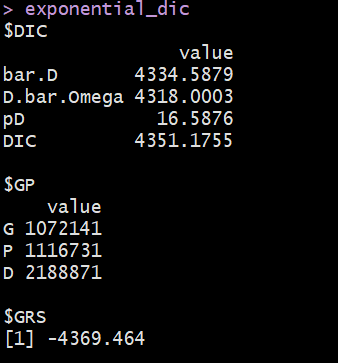 > exponential_dic
$DIC
value
bar.D 4334.5879
D.bar.Omega 4318.0003
pD 16.5876
DIC 4351.1755
$GP
value
G 1072141
P 1116731
D 2188871
$GRS
[1] -4369.464